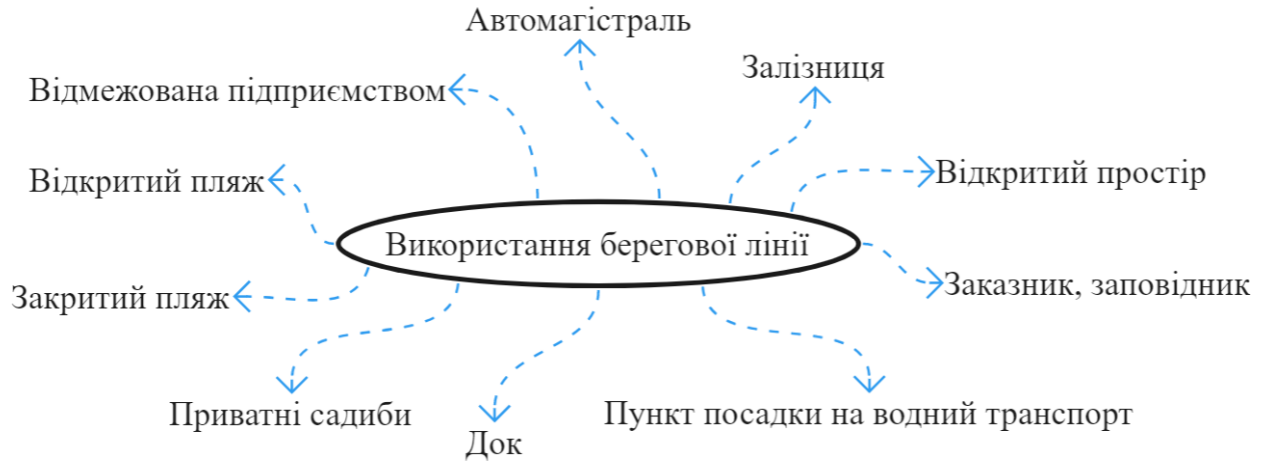 Автомагістраль
Залізниця
Відмежована підприємством
Відкритий простір
Відкритий пляж
Використання берегової лінії
Заказник, заповідник
Закритий пляж
Приватні садиби
Пункт посадки на водний транспорт
Док